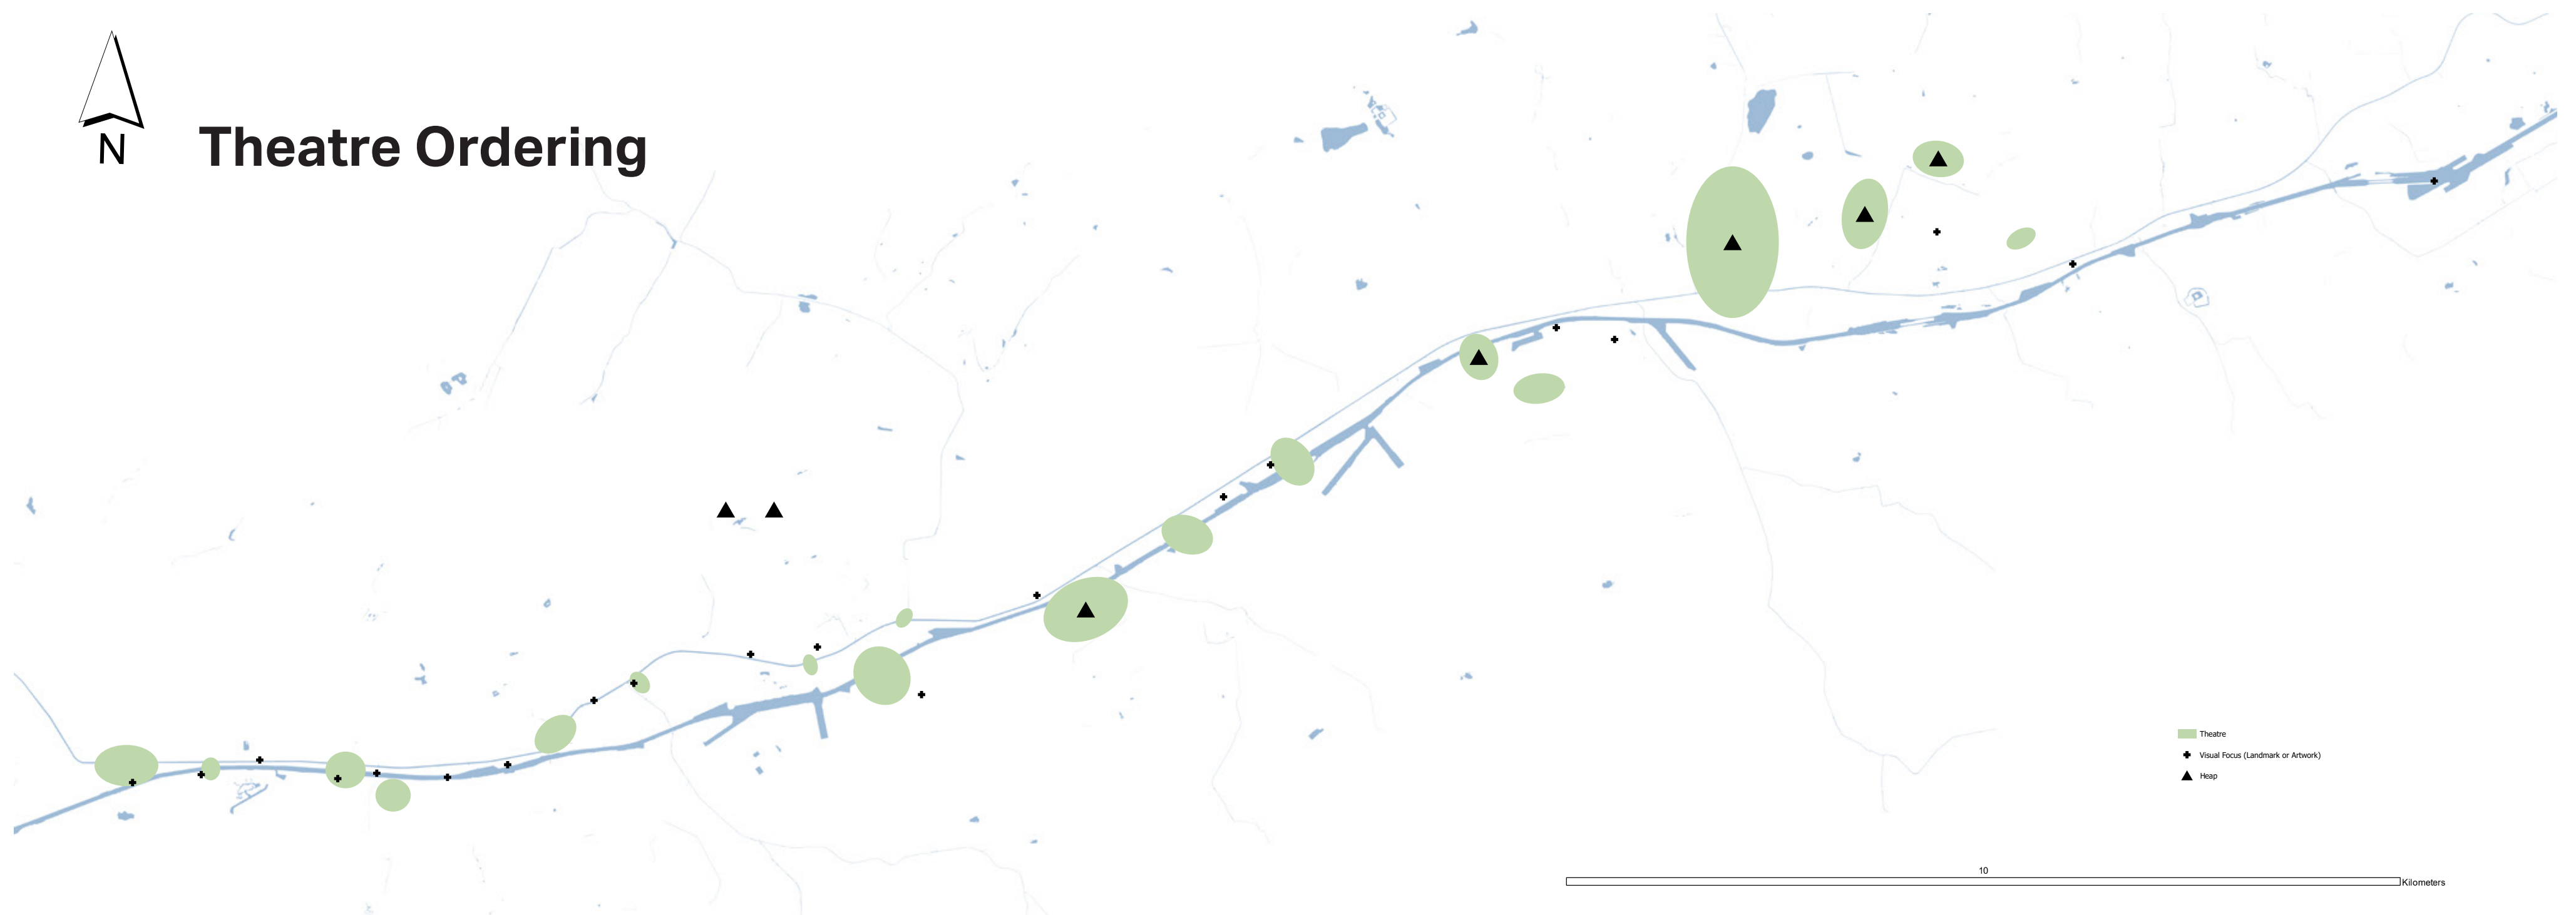 N
Theatre Ordering
Theatre
Visual Focus (Landmark or Artwork)
Heap
10
Kilometers